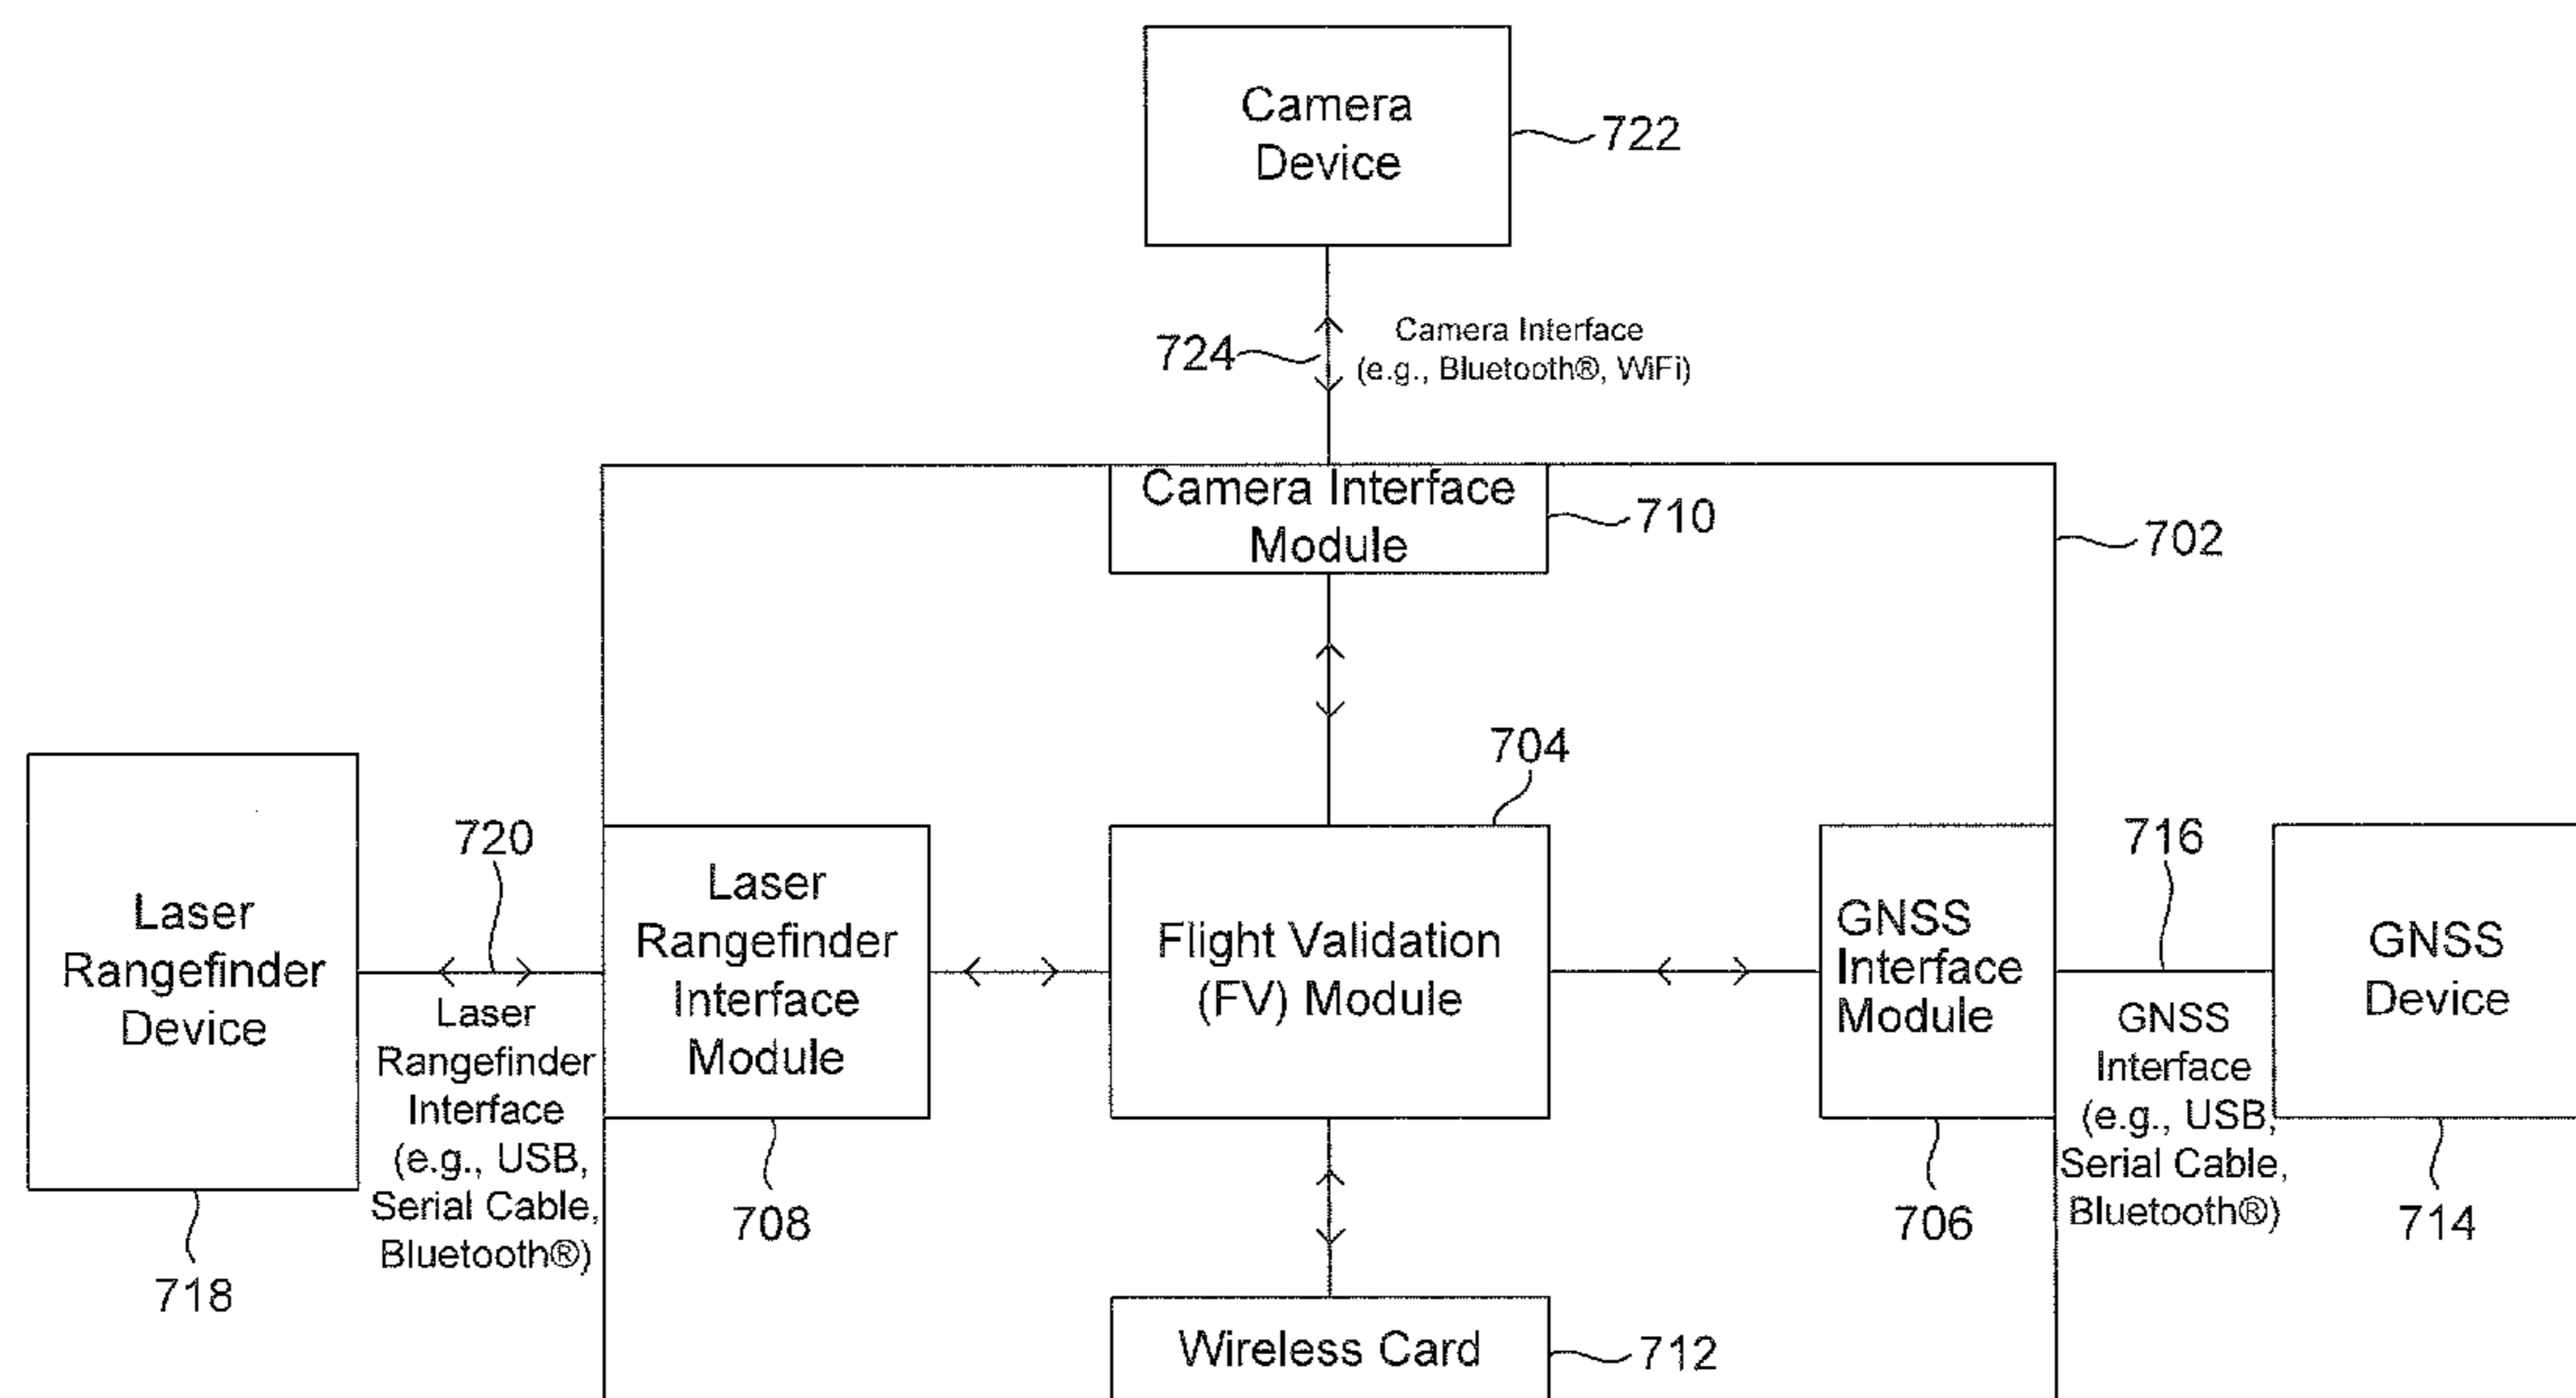 Camera
Device
722
724
Camera Interface
(e.g., Bluetooth®, WiFi)
Camera Interface
Module
710
702
704
Laser
Rangefinder
Device
718
720
Laser
Rangefinder
Interface
(e.g., USB,
Serial Cable,
Bluetooth®)
Laser
Rangefinder
Interface
Module
708
Flight Validation
(FV) Module
GNSS
Interface
Module
706
716
GNSS
Interface
(e.g., USB,
Serial Cable,
Bluetooth®)
GNSS
Device
714
Wireless Card
712